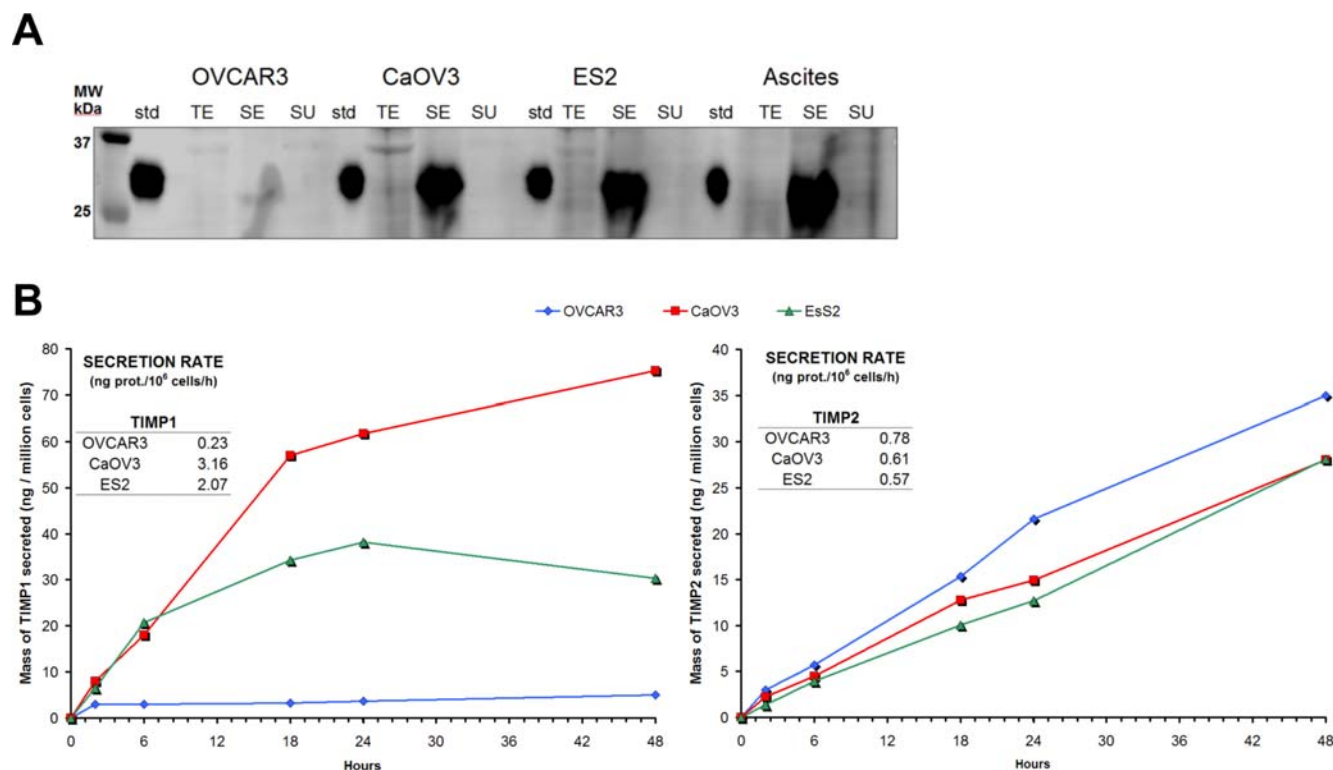 A
OVCAR3 CaOV3 ES2 Ascites
MW
kDa
std TE SE SU std TE SE SU std TE SE SU std TE SE SU
37
25
B
OVCAR3 CaOV3 EsS2
80
70
60
50
40
30
20
10
0
Mass of TIMP1 secreted (ng / million cells)
SECRETION RATE
(ng prot./10⁶ cells/h)
TIMP1
OVCAR3 0.23
CaOV3 3.16
ES2 2.07
0 6 12 18 24 30 36 42 48
Hours
40
35
30
25
20
15
10
5
0
Mass of TIMP2 secreted (ng / million cells)
SECRETION RATE
(ng prot./10⁶ cells/h)
TIMP2
OVCAR3 0.78
CaOV3 0.61
ES2 0.57
0 6 12 18 24 30 36 42 48
Hours